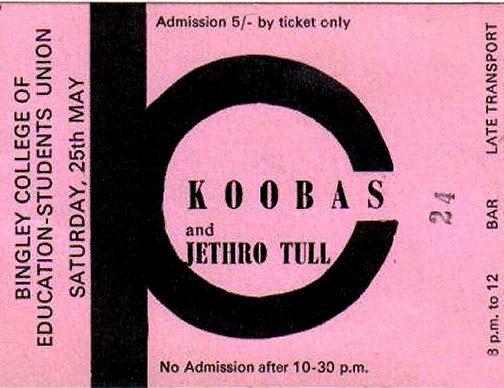 BINGLEY COLLEGE OF
EDUCATION-STUDENTS UNION
SATURDAY, 25th MAY
Admission 5/- by ticket only
KOOBAS
and
JETHRO TULL
No Admission after 10-30 p.m.
24
8 p.m. to 12 BAR LATE TRANSPORT